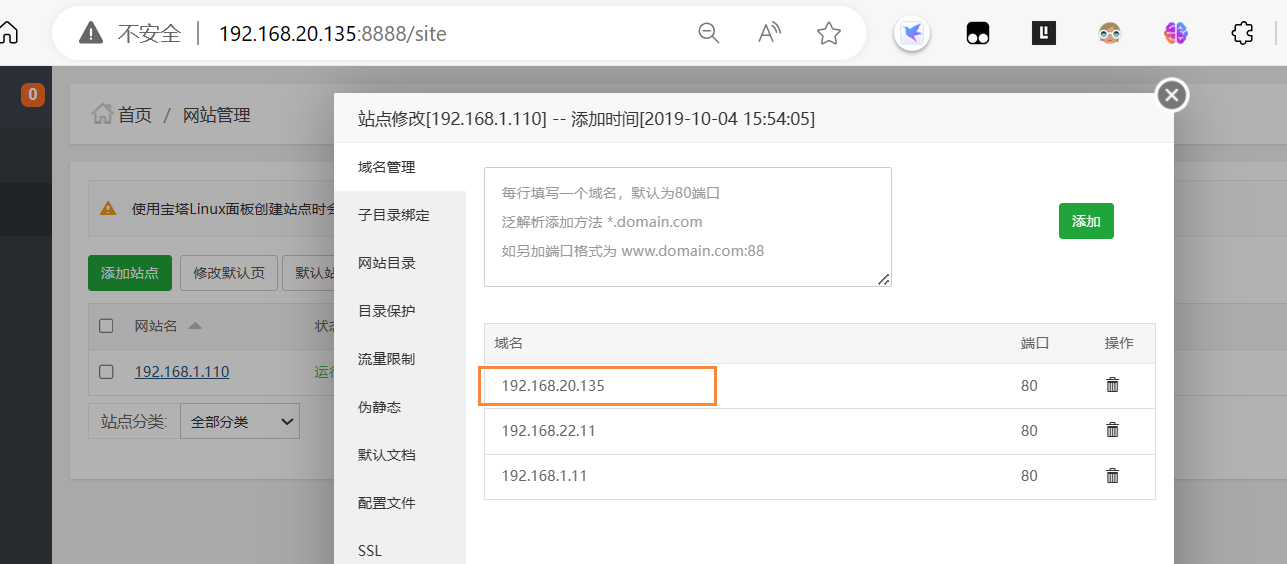 不安全 | 192.168.20.135:8888/site
0
首页 / 网站管理
使用宝塔Linux面板创建站点时会
添加站点 修改默认页 默认站
网站名 状态
192.168.1.110 运行
站点分类: 全部分类
站点修改[192.168.1.110] -- 添加时间[2019-10-04 15:54:05]
域名管理
子目录绑定
网站目录
目录保护
流量限制
伪静态
默认文档
配置文件
SSL
每行填写一个域名，默认为80端口
泛解析添加方法 *.domain.com
如另加端口格式为 www.domain.com:88
添加
域名 端口 操作
192.168.20.135 80
192.168.22.11 80
192.168.1.11 80